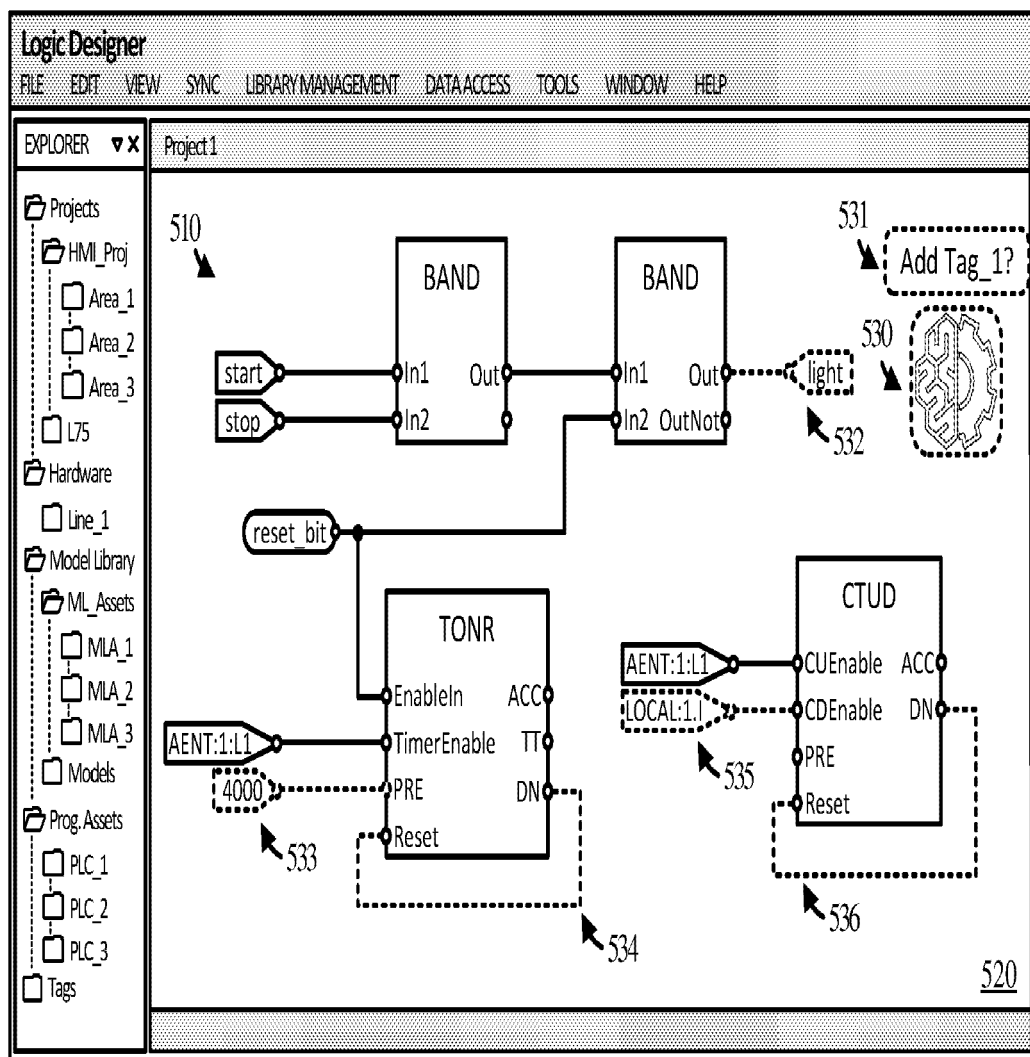 Logic Designer
FILE EDIT VIEW SYNC LIBRARY MANAGEMENT DATA ACCESS TOOLS WINDOW HELP
EXPLORER
Projects
HMI_Proj
Area_1
Area_2
Area_3
L75
Hardware
Line_1
Model Library
ML_Assets
MLA_1
MLA_2
MLA_3
Models
Prog. Assets
PLC_1
PLC_2
PLC_3
Tags
Project 1
510
BAND
start
stop
In1
In2
Out
BAND
In1
In2
Out
OutNot
light
532
531
Add Tag_1?
530
reset_bit
TONR
EnableIn
TimerEnable
PRE
Reset
ACC
TT
DN
AENT:1:L1
4000
533
534
CTUD
CUEnable
CDEnable
PRE
Reset
ACC
DN
AENT:1:L1
LOCAL:1.I
535
536
520